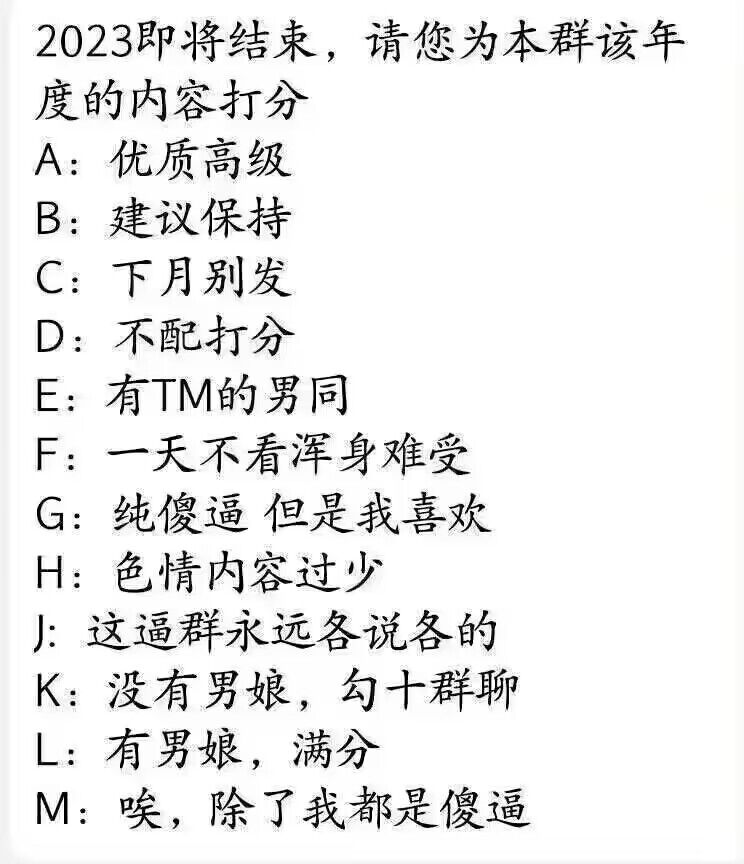 2023即将结束，请您为本群该年
度的内容打分
A：优质高级
B：建议保持
C：下月别发
D：不配打分
E：有TM的男同
F：一天不看浑身难受
G：纯傻逼 但是我喜欢
H：色情内容过少
J: 这逼群永远各说各的
K：没有男娘，勾十群聊
L：有男娘，满分
M：唉，除了我都是傻逼